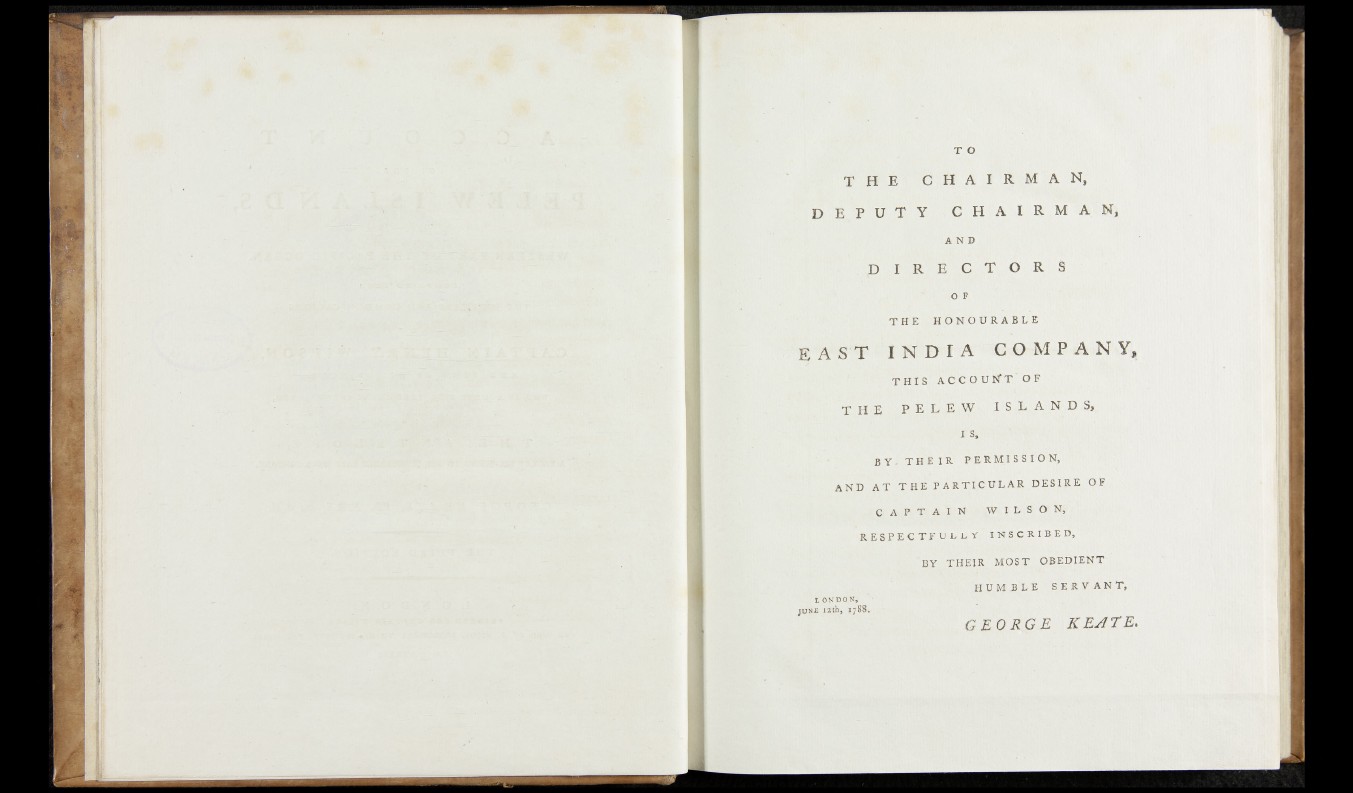 TO
THE CHAIRMAN,
DEPUTY CHAIRMAN,
AND
DIRECTORS
OF
THE HONOURABLE
EAST INDIA COMPANY,
THIS ACCOUNT OF
THE PELEW ISLANDS,
IS,
BY THEIR PERMISSION,
AND AT THE PARTICULAR DESIRE OF
CAPTAIN WILSON,
RESPECTFULLY INSCRIBED,
BY THEIR MOST OBEDIENT
HUMBLE SERVANT,
LONDON,
JUNE 12th, 1788.
GEORGE KEATE.